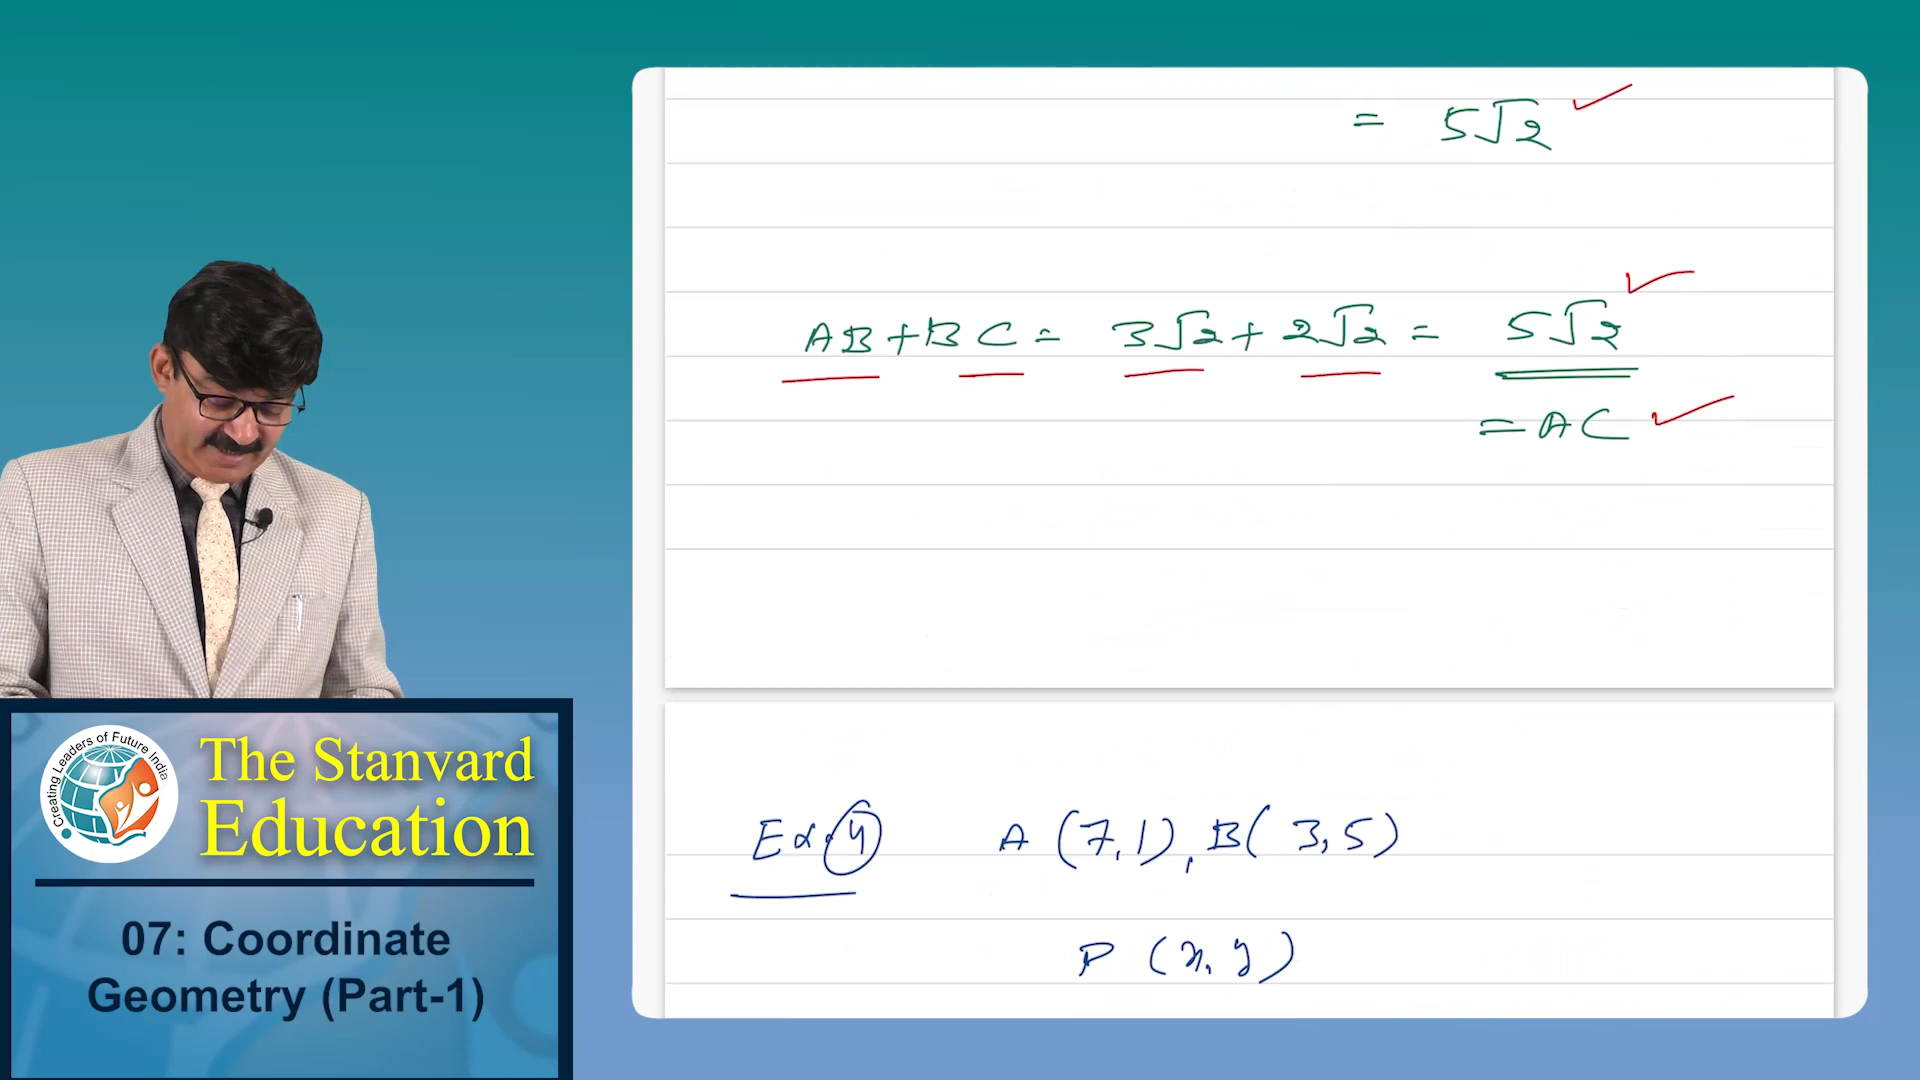 = 5√2
AB + BC = 3√2 + 2√2 = 5√2
= AC
Ex.4 A (7,1), B( 3,5)
P (x, y)
Creating Leaders of Future India
The Stanvard
Education
07: Coordinate
Geometry (Part-1)